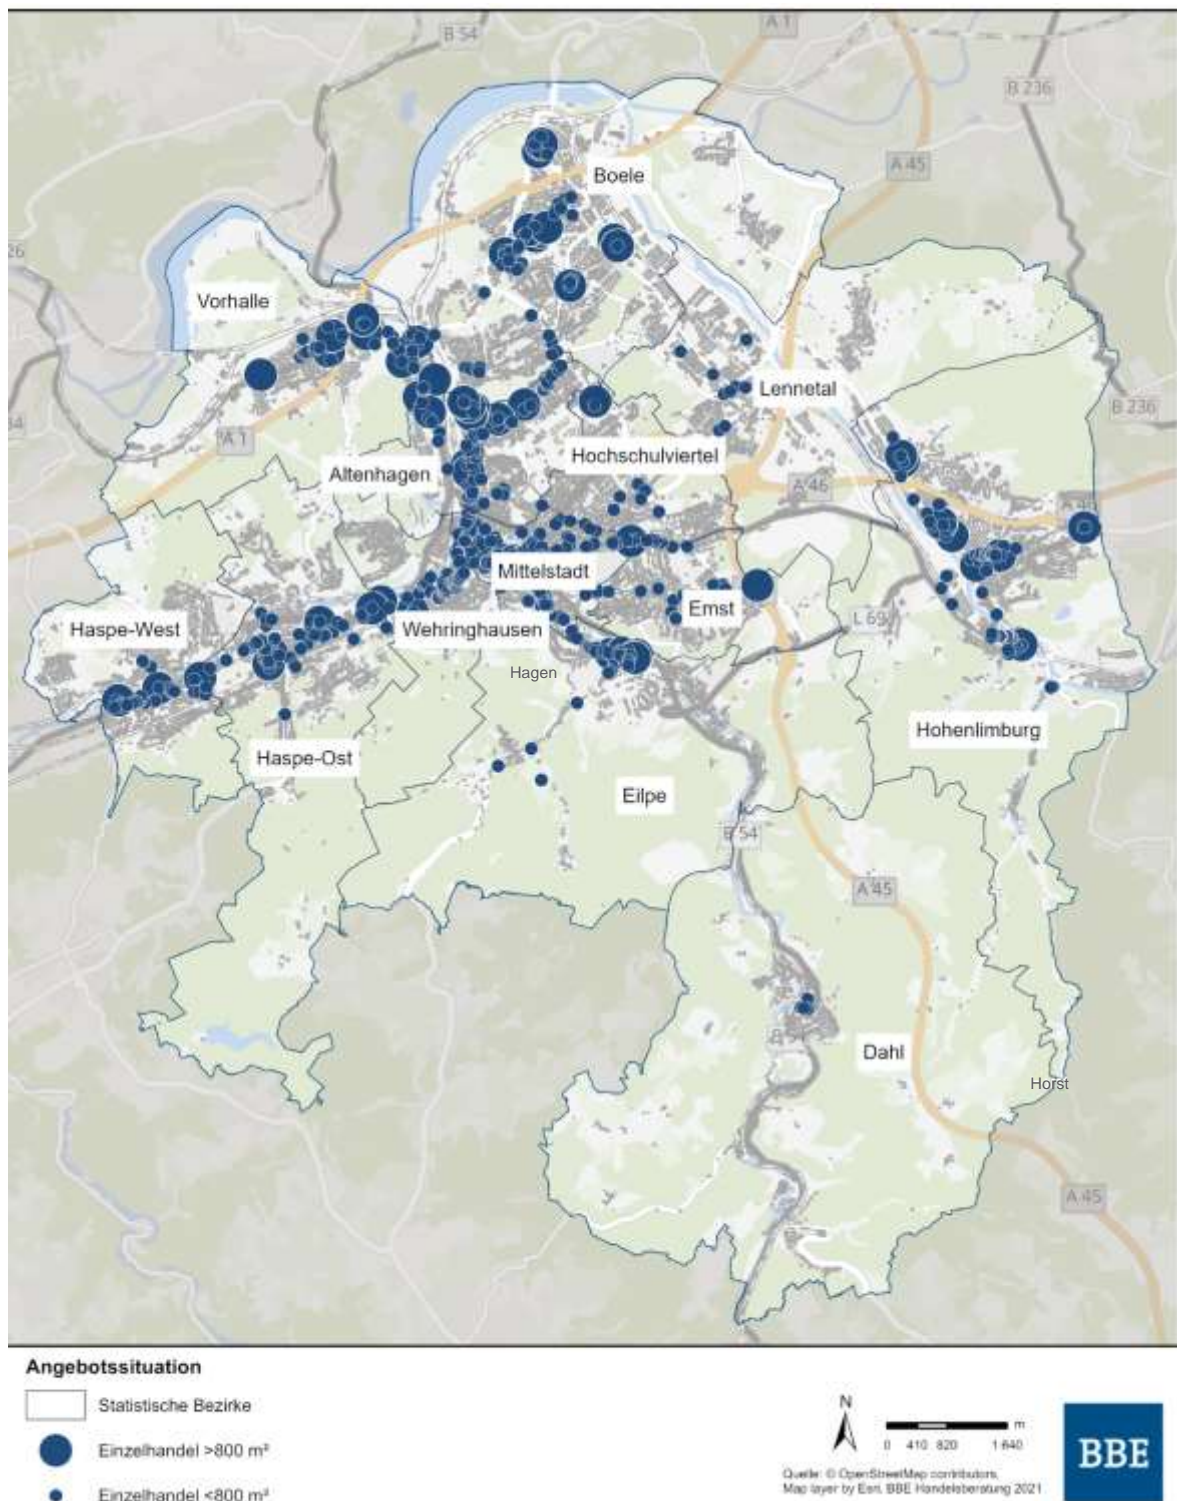 B 54
A 1
B 236
A 45
Boele
26
Vorhalle
Lennetal
B 236
A 1
Hochschulviertel
Altenhagen
A 46
Mittelstadt
Emst
L 69
Haspe-West
Wehringhausen
Hagen
Hohenlimburg
Haspe-Ost
Eilpe
B 54
A 45
Dahl
Horst
A 45
Angebotssituation
Statistische Bezirke
Einzelhandel >800 m²
Einzelhandel <800 m²
N
m
0 410 820 1 640
Quelle: © OpenStreetMap contributors,
Map layer by Esri, BBE Handelsberatung 2021
BBE